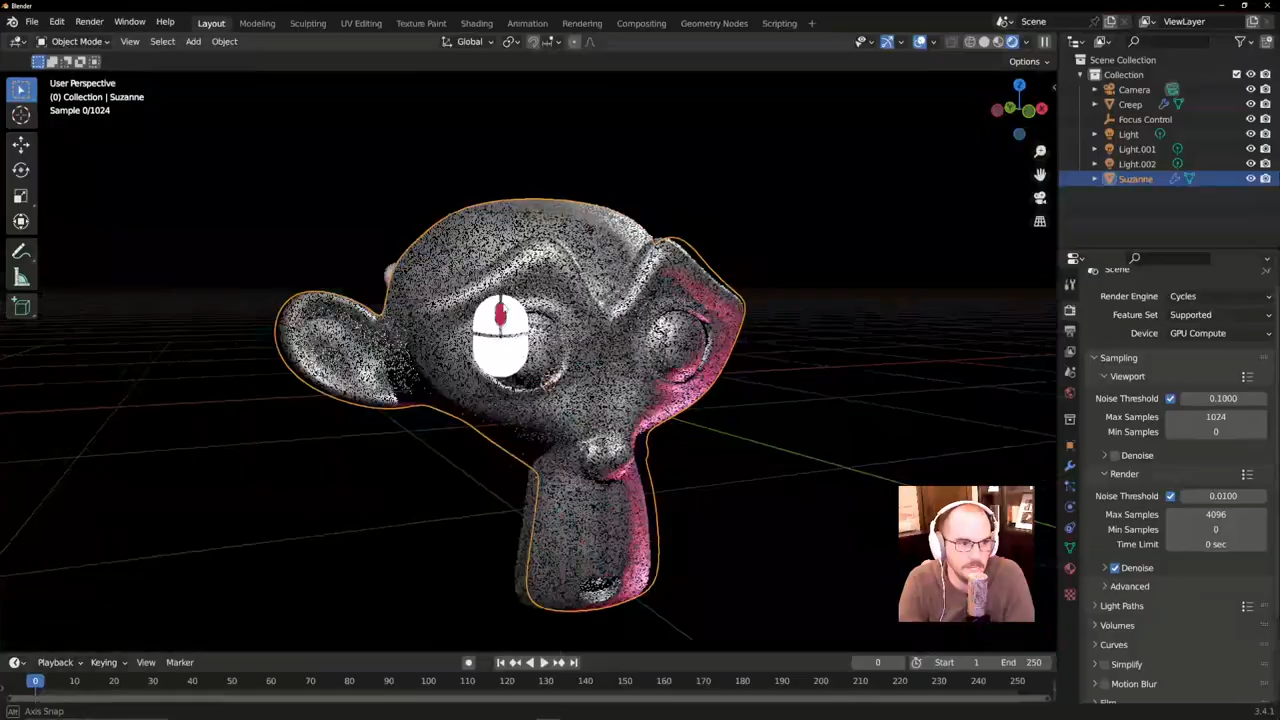 Blender
File Edit Render Window Help
Layout Modeling Sculpting UV Editing Texture Paint Shading Animation Rendering Compositing Geometry Nodes Scripting +
Scene
ViewLayer
Object Mode View Select Add Object
Global
Options
User Perspective
(0) Collection | Suzanne
Sample 0/1024
Z
Y
X
Scene Collection
Collection
Camera
Creep
Focus Control
Light
Light.001
Light.002
Suzanne
Scene
Render Engine Cycles
Feature Set Supported
Device GPU Compute
Sampling
Viewport
Noise Threshold 0.1000
Max Samples 1024
Min Samples 0
Denoise
Render
Noise Threshold 0.0100
Max Samples 4096
Min Samples 0
Time Limit 0 sec
Denoise
Advanced
Light Paths
Volumes
Curves
Simplify
Motion Blur
Playback Keying View Marker
0
Start 1 End 250
0 10 20 30 40 50 60 70 80 90 100 110 120 130 140 150 160 170 180 190 200 210 220 230 240 250
Alt Axis Snap
3.4.1